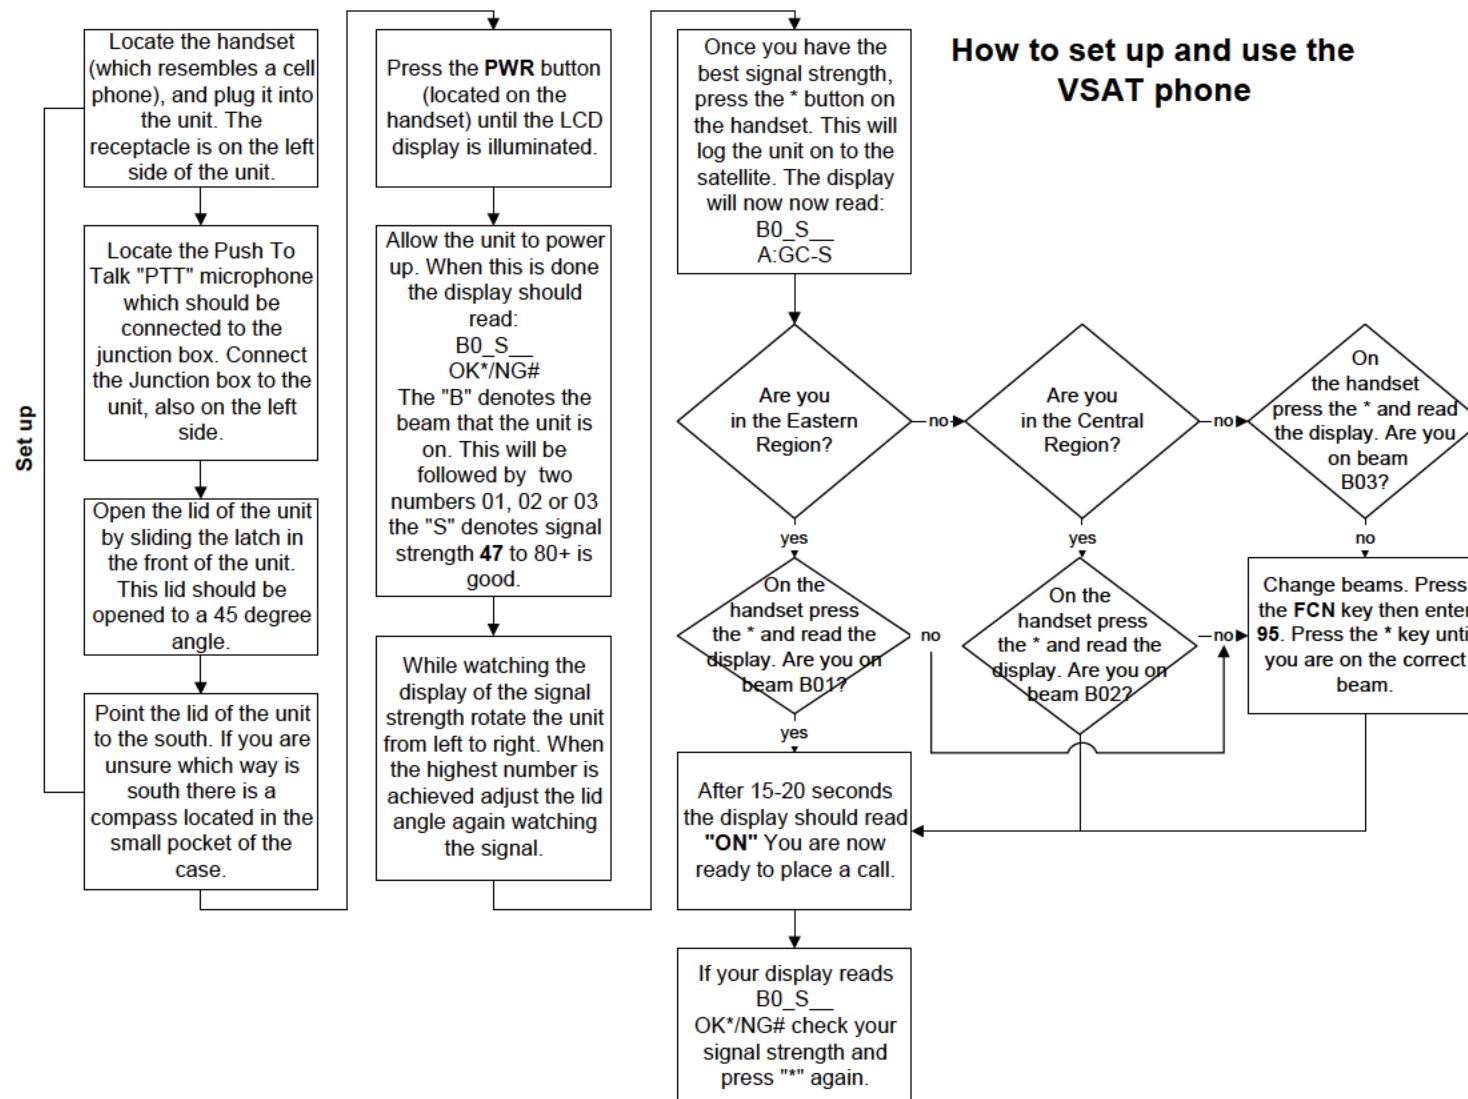 How to set up and use the
VSAT phone
Set up
Locate the handset
(which resembles a cell
phone), and plug it into
the unit. The
receptacle is on the left
side of the unit.
Locate the Push To
Talk "PTT" microphone
which should be
connected to the
junction box. Connect
the Junction box to the
unit, also on the left
side.
Open the lid of the unit
by sliding the latch in
the front of the unit.
This lid should be
opened to a 45 degree
angle.
Point the lid of the unit
to the south. If you are
unsure which way is
south there is a
compass located in the
small pocket of the
case.
Press the PWR button
(located on the
handset) until the LCD
display is illuminated.
Allow the unit to power
up. When this is done
the display should
read:
B0_S__
OK*/NG#
The "B" denotes the
beam that the unit is
on. This will be
followed by two
numbers 01, 02 or 03
the "S" denotes signal
strength 47 to 80+ is
good.
While watching the
display of the signal
strength rotate the unit
from left to right. When
the highest number is
achieved adjust the lid
angle again watching
the signal.
Once you have the
best signal strength,
press the * button on
the handset. This will
log the unit on to the
satellite. The display
will now now read:
B0_S__
A:GC-S
Are you
in the Eastern
Region?
no
Are you
in the Central
Region?
no
On
the handset
press the * and read
the display. Are you
on beam
B03?
yes
yes
no
On the
handset press
the * and read the
display. Are you on
beam B01?
no
On the
handset press
the * and read the
display. Are you on
beam B02?
no
Change beams. Press
the FCN key then enter
95. Press the * key until
you are on the correct
beam.
yes
After 15-20 seconds
the display should read
"ON" You are now
ready to place a call.
If your display reads
B0_S__
OK*/NG# check your
signal strength and
press "*" again.